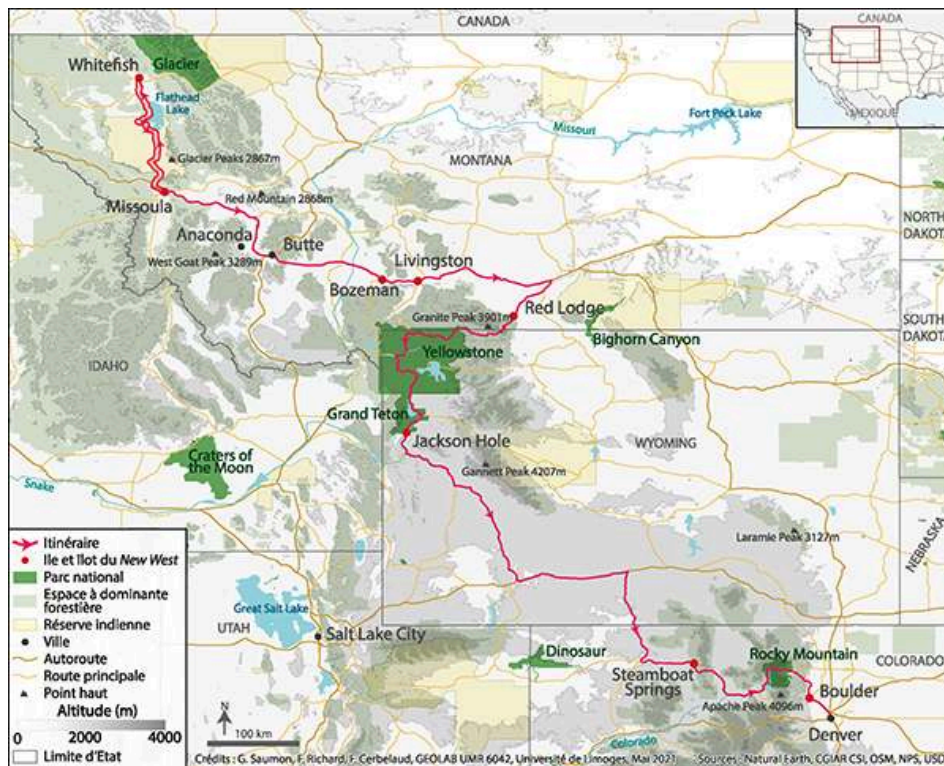 CANADA
CANADA
MEXIQUE
Whitefish
Glacier
Flathead
Lake
Missouri
Fort Peck Lake
Glacier Peaks 2867m
MONTANA
Red Mountain 2868m
Missoula
NORTH
DAKOTA
Anaconda
Butte
West Goat Peak 3289m
Livingston
Bozeman
Granite Peak 3901m
Red Lodge
SOUTH
DAKOTA
Bighorn Canyon
Yellowstone
IDAHO
Grand Teton
Jackson Hole
WYOMING
Craters of
the Moon
Gannett Peak 4207m
Snake
NEBRASKA
Laramie Peak 3127m
Itinéraire
Ile et îlot du New West
Parc national
Espace à dominante
forestière
Réserve indienne
Ville
Autoroute
Route principale
Point haut
Altitude (m)
0 2000 4000
Limite d'Etat
Great Salt Lake
UTAH
Salt Lake City
Dinosaur
Rocky Mountain
COLORADO
Steamboat
Springs
Boulder
Apache Peak 4096m
Denver
N
100 km
Colorado
Crédits : G. Saumon, F. Richard, F. Cerbelaud, GEOLAB UMR 6042, Université de Limoges, Mai 2021
Sources : Natural Earth, CGIAR CSI, OSM, NPS, USD